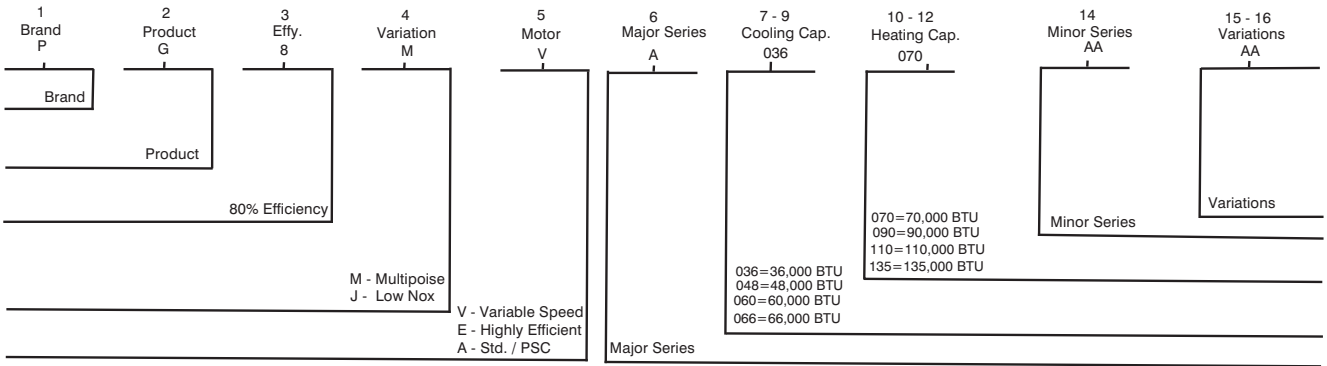 1 2 3 4 5 6 7 - 9 10 - 12 14 15 - 16
Brand Product Effy. Variation Motor Major Series Cooling Cap. Heating Cap. Minor Series Variations
P G 8 M V A 036 070 AA AA
Brand
Product
80% Efficiency
M - Multipoise
J - Low Nox
V - Variable Speed
E - Highly Efficient
A - Std. / PSC
Major Series
036=36,000 BTU
048=48,000 BTU
060=60,000 BTU
066=66,000 BTU
070=70,000 BTU
090=90,000 BTU
110=110,000 BTU
135=135,000 BTU
Minor Series
Variations